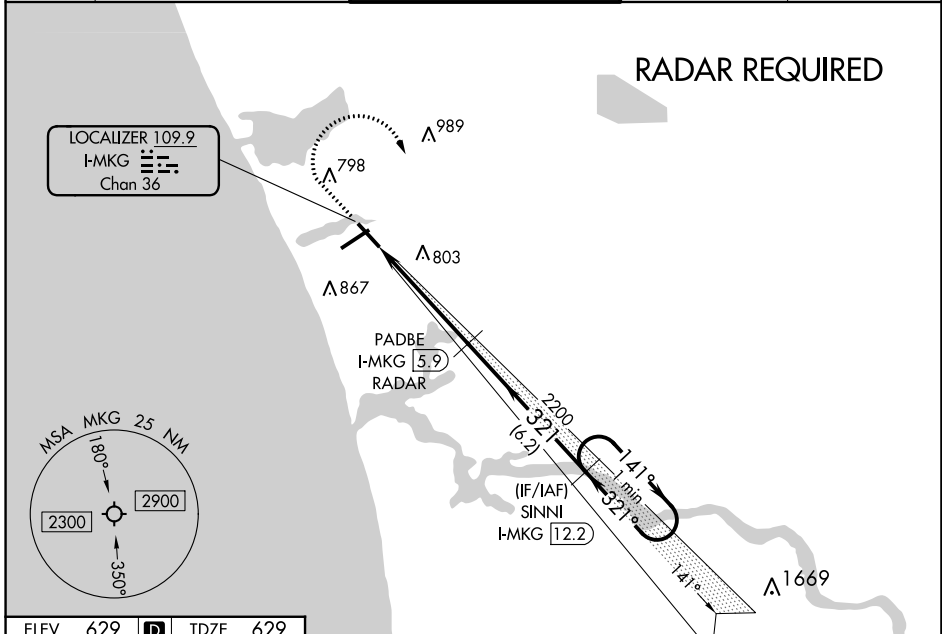 RADAR REQUIRED
LOCALIZER 109.9
I-MKG
Chan 36
989
798
803
867
PADBE
I-MKG 5.9
RADAR
2200
321
(6.2)
141°
1 min
321°
(IF/IAF)
SINNI
I-MKG 12.2
141°
1669
MSA MKG 25 NM
180°
2300
2900
350°
ELEV 629 D TDZE 629